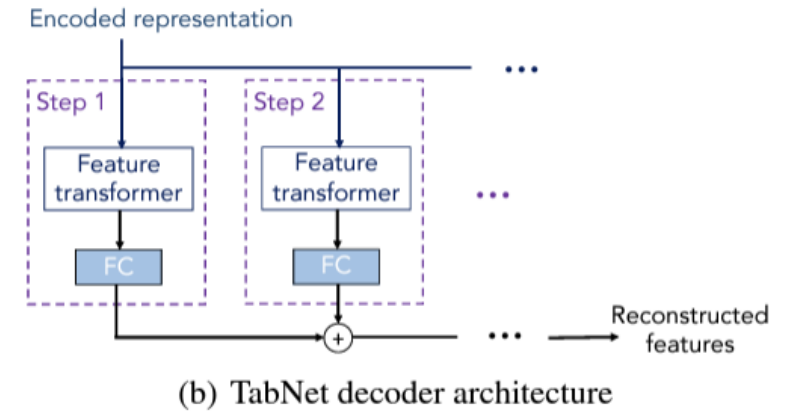 Encoded representation
...
Step 1
Step 2
Feature
transformer
Feature
transformer
...
FC
FC
+
...
Reconstructed
features
(b) TabNet decoder architecture